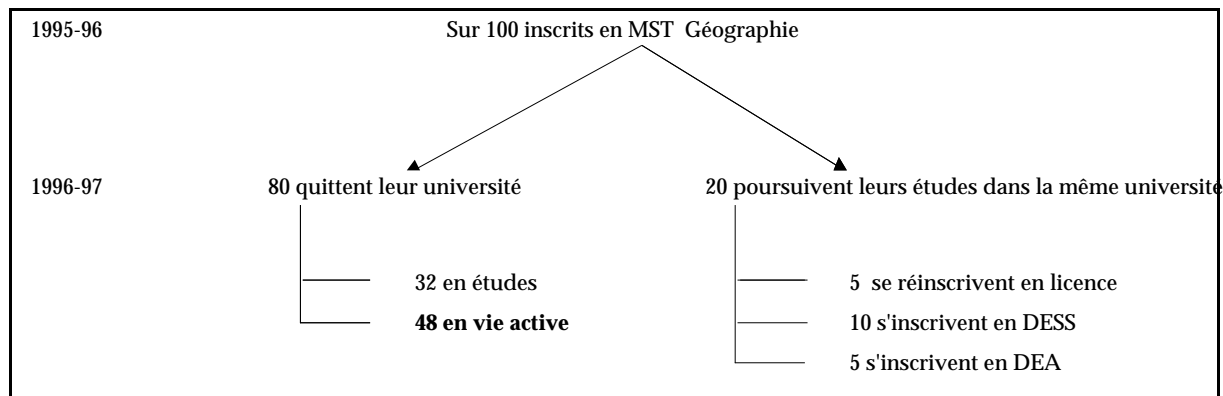 1995-96 Sur 100 inscrits en MST Géographie
1996-97 80 quittent leur université 20 poursuivent leurs études dans la même université
32 en études 5 se réinscrivent en licence
48 en vie active 10 s'inscrivent en DESS
5 s'inscrivent en DEA